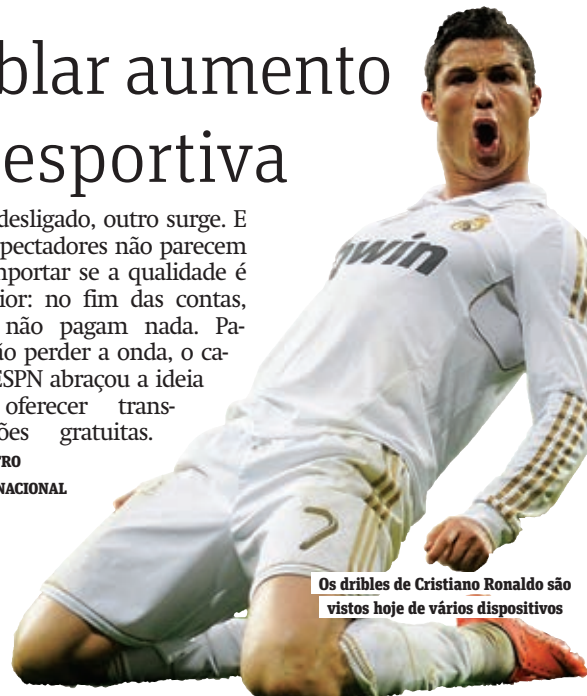 blar aumento
esportiva
desligado, outro surge. E
pectadores não parecem
mportar se a qualidade é
ior: no fim das contas,
não pagam nada. Pa-
ão perder a onda, o ca-
ESPN abraçou a ideia
oferecer trans-
ões gratuitas.
TRO
NACIONAL
bwin
7
Os dribles de Cristiano Ronaldo são
vistos hoje de vários dispositivos